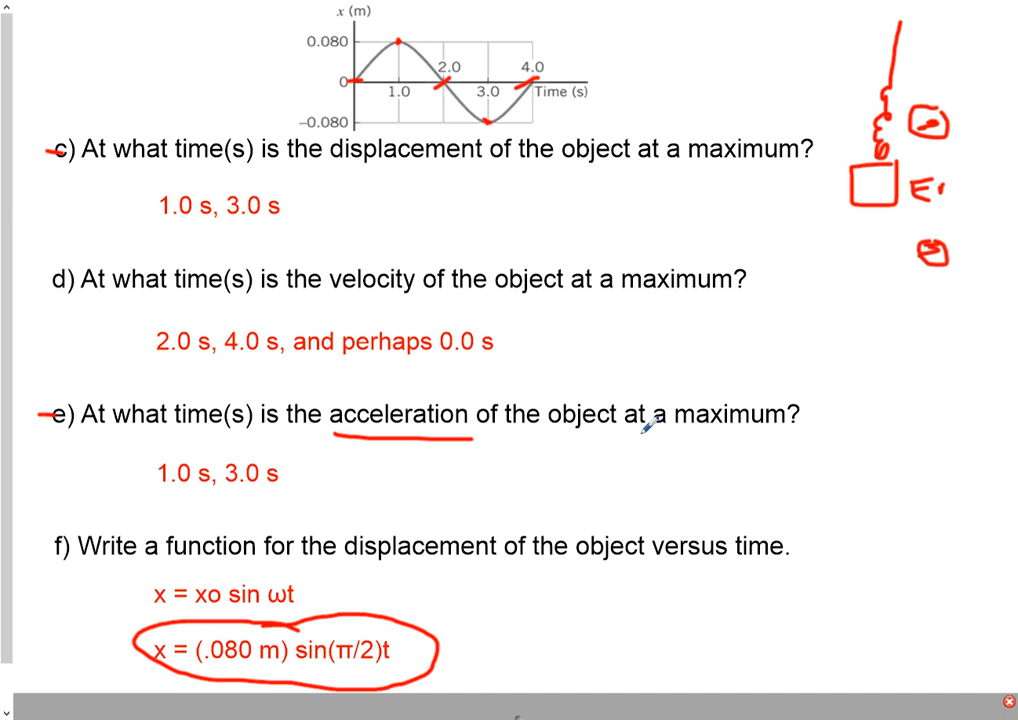 x (m)
0.080
2.0
4.0
0
1.0
3.0
Time (s)
–0.080
c) At what time(s) is the displacement of the object at a maximum?
1.0 s, 3.0 s
d) At what time(s) is the velocity of the object at a maximum?
2.0 s, 4.0 s, and perhaps 0.0 s
e) At what time(s) is the acceleration of the object at a maximum?
1.0 s, 3.0 s
f) Write a function for the displacement of the object versus time.
x = xo sin ωt
x = (.080 m) sin(π/2)t